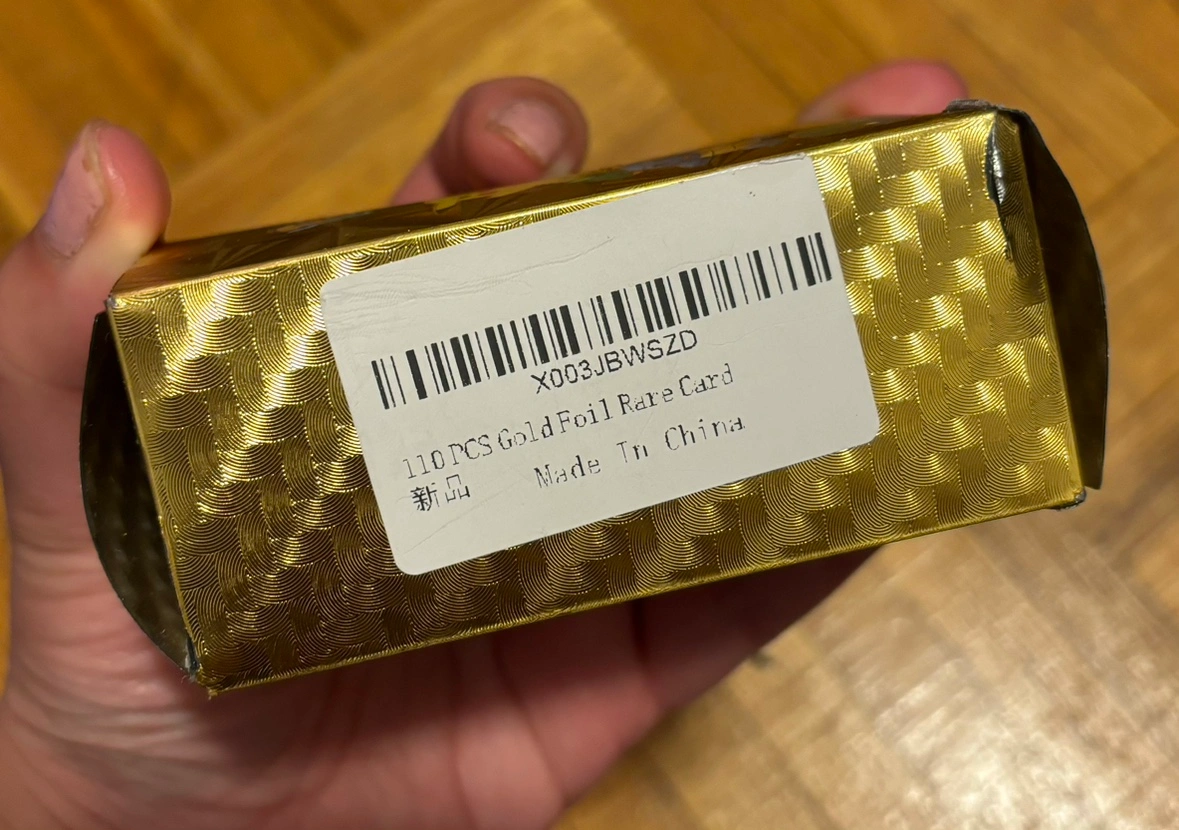 X003JBWSZD
110 PCS Gold Foil Rare Card
新品 Made In China